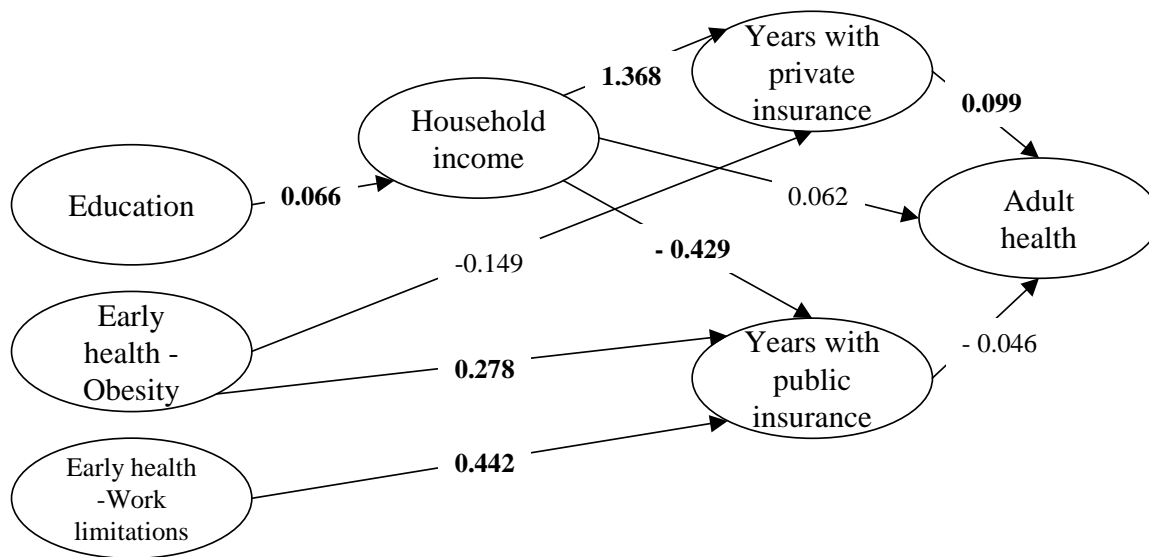 Years with
private
insurance
1.368
0.099
Household
income
Education
0.066
0.062
Adult
health
- 0.429
-0.149
Early
health -
Obesity
0.278
Years with
public
insurance
- 0.046
0.442
Early health
-Work
limitations